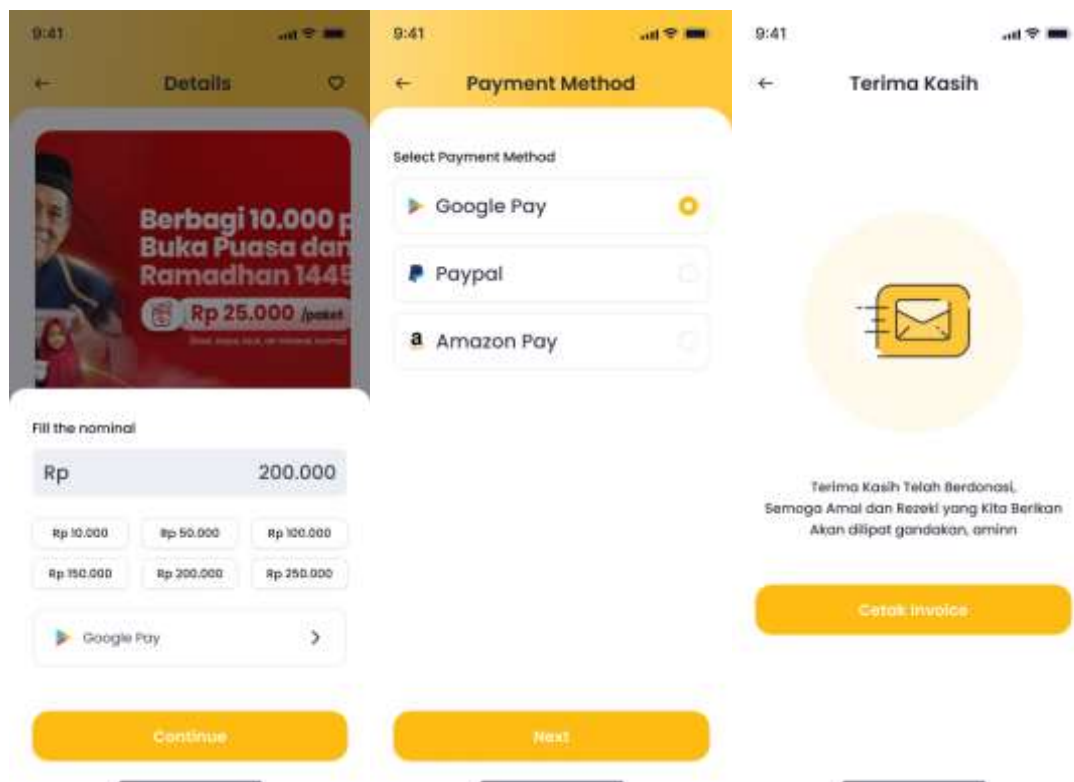 9:41
Details
Berbagi 10.000 p
Buka Puasa dan
Ramadhan 1445
Rp 25.000 /paket
Fill the nominal
Rp 200.000
Rp 10.000 Rp 50.000 Rp 100.000
Rp 150.000 Rp 200.000 Rp 250.000
Google Pay
Continue
9:41
Payment Method
Select Payment Method
Google Pay
Paypal
a Amazon Pay
Next
9:41
Terima Kasih
Terima Kasih Telah Berdonasi,
Semoga Amal dan Rezeki yang Kita Berikan
Akan dilipat gandakan, aminn
Cetak Invoice